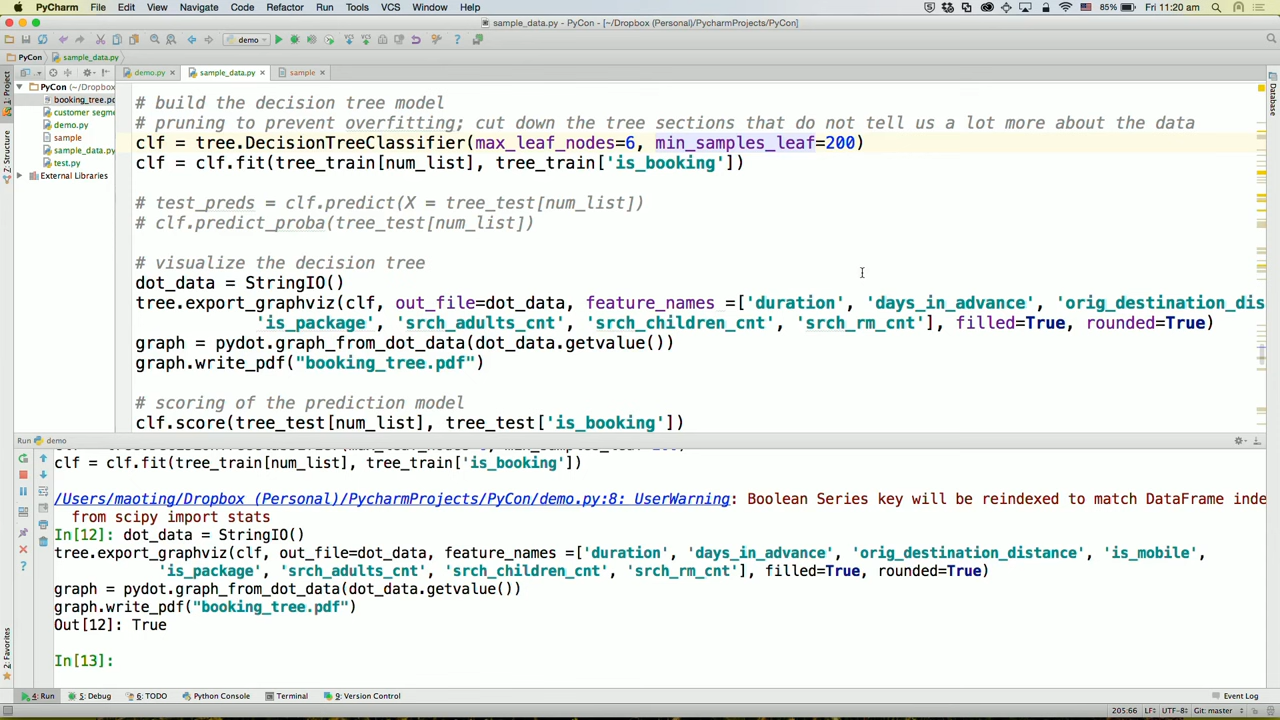 PyCharm File Edit View Navigate Code Refactor Run Tools VCS Window Help 85% Fri 11:20 am
sample_data.py - PyCon - [~/Dropbox (Personal)/PycharmProjects/PyCon]
demo
PyCon sample_data.py
demo.py sample_data.py sample
1: Project
7: Structure
2: Favorites
Database
PyCon (~/Dropbox
booking_tree.pd
customer segme
demo.py
sample
sample_data.py
test.py
External Libraries
# build the decision tree model
# pruning to prevent overfitting; cut down the tree sections that do not tell us a lot more about the data
clf = tree.DecisionTreeClassifier(max_leaf_nodes=6, min_samples_leaf=200)
clf = clf.fit(tree_train[num_list], tree_train['is_booking'])
# test_preds = clf.predict(X = tree_test[num_list])
# clf.predict_proba(tree_test[num_list])
# visualize the decision tree
dot_data = StringIO()
tree.export_graphviz(clf, out_file=dot_data, feature_names =['duration', 'days_in_advance', 'orig_destination_dis
'is_package', 'srch_adults_cnt', 'srch_children_cnt', 'srch_rm_cnt'], filled=True, rounded=True)
graph = pydot.graph_from_dot_data(dot_data.getvalue())
graph.write_pdf("booking_tree.pdf")
# scoring of the prediction model
clf.score(tree_test[num_list], tree_test['is_booking'])
Run demo
clf = clf.fit(tree_train[num_list], tree_train['is_booking'])
/Users/maoting/Dropbox (Personal)/PycharmProjects/PyCon/demo.py:8: UserWarning: Boolean Series key will be reindexed to match DataFrame inde
from scipy import stats
In[12]: dot_data = StringIO()
tree.export_graphviz(clf, out_file=dot_data, feature_names =['duration', 'days_in_advance', 'orig_destination_distance', 'is_mobile',
'is_package', 'srch_adults_cnt', 'srch_children_cnt', 'srch_rm_cnt'], filled=True, rounded=True)
graph = pydot.graph_from_dot_data(dot_data.getvalue())
graph.write_pdf("booking_tree.pdf")
Out[12]: True
In[13]:
4: Run 5: Debug 6: TODO Python Console Terminal 9: Version Control Event Log
205:66 LF÷ UTF-8÷ Git: master